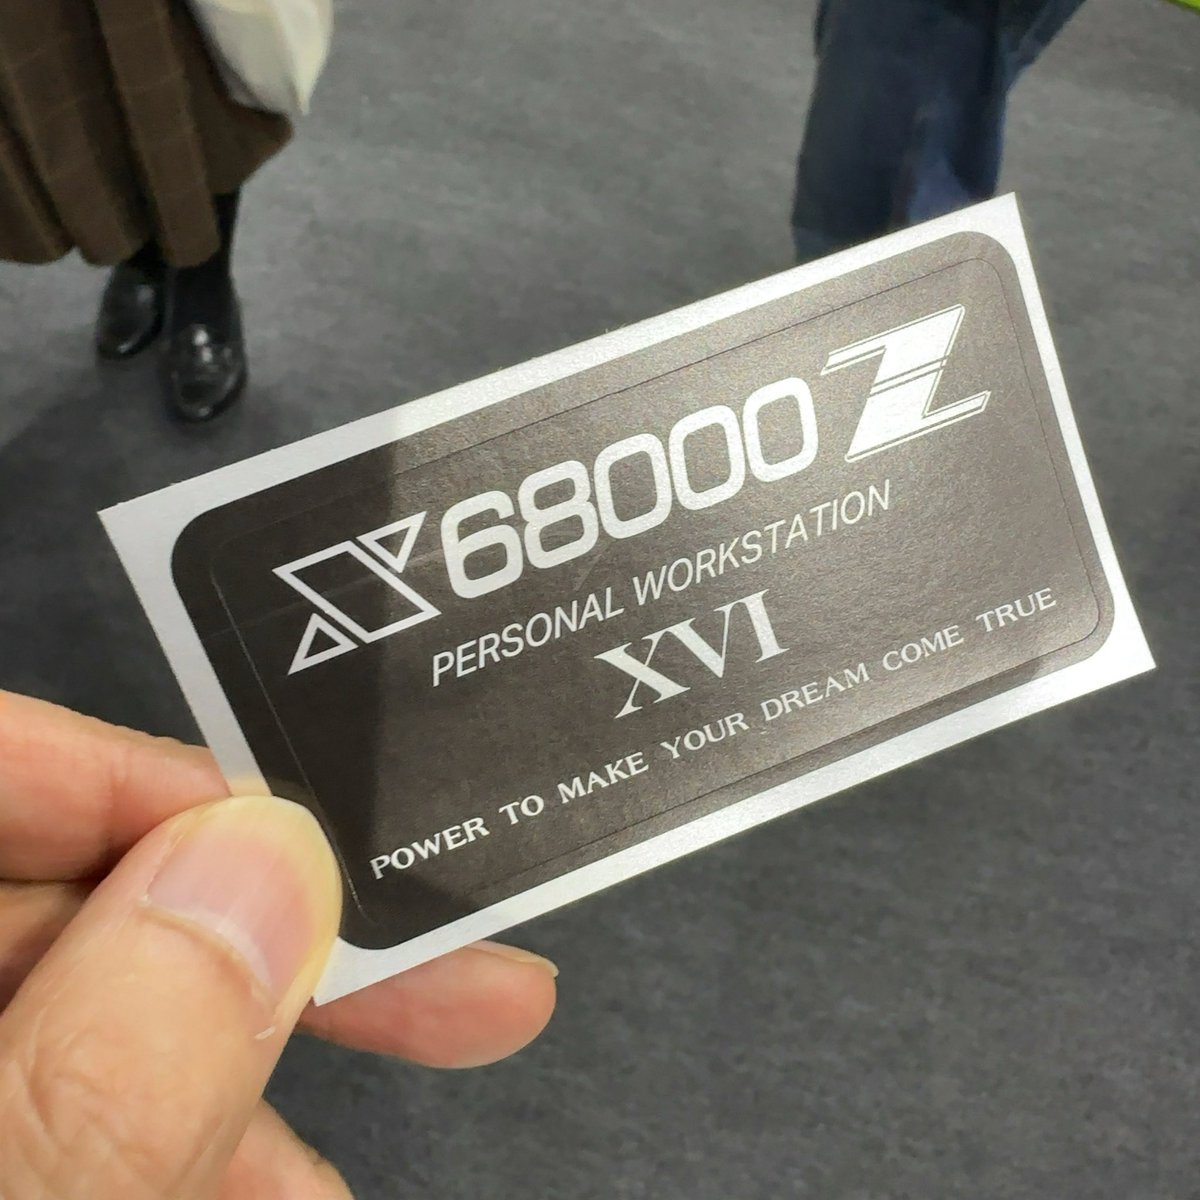 X68000 Z
PERSONAL WORKSTATION
XVI
POWER TO MAKE YOUR DREAM COME TRUE